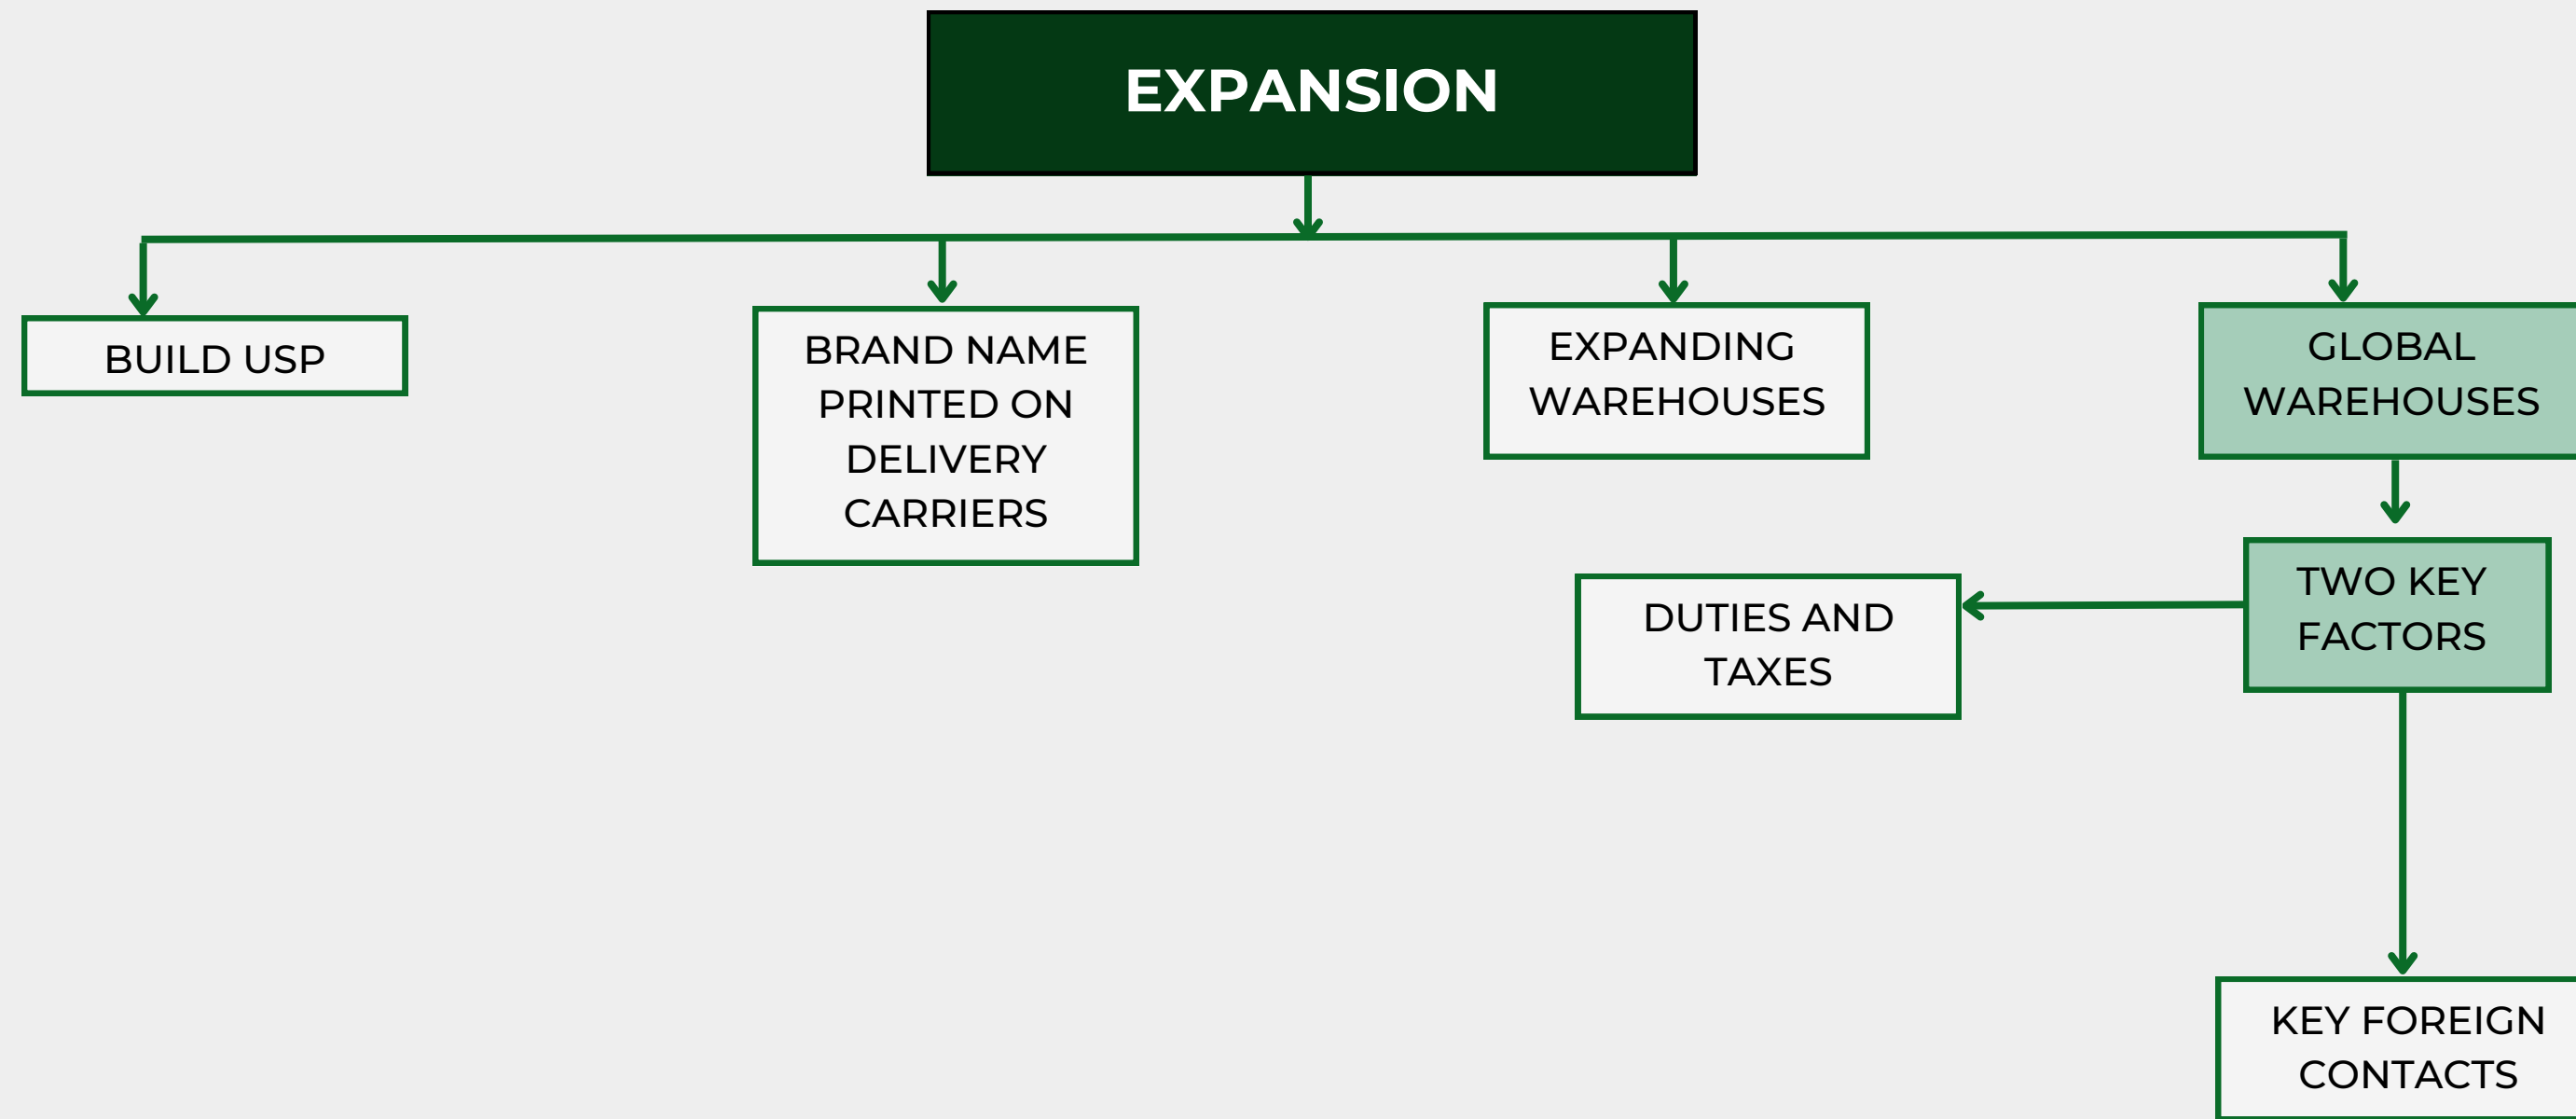 EXPANSION
BUILD USP
BRAND NAME
PRINTED ON
DELIVERY
CARRIERS
EXPANDING
WAREHOUSES
GLOBAL
WAREHOUSES
DUTIES AND
TAXES
TWO KEY
FACTORS
KEY FOREIGN
CONTACTS